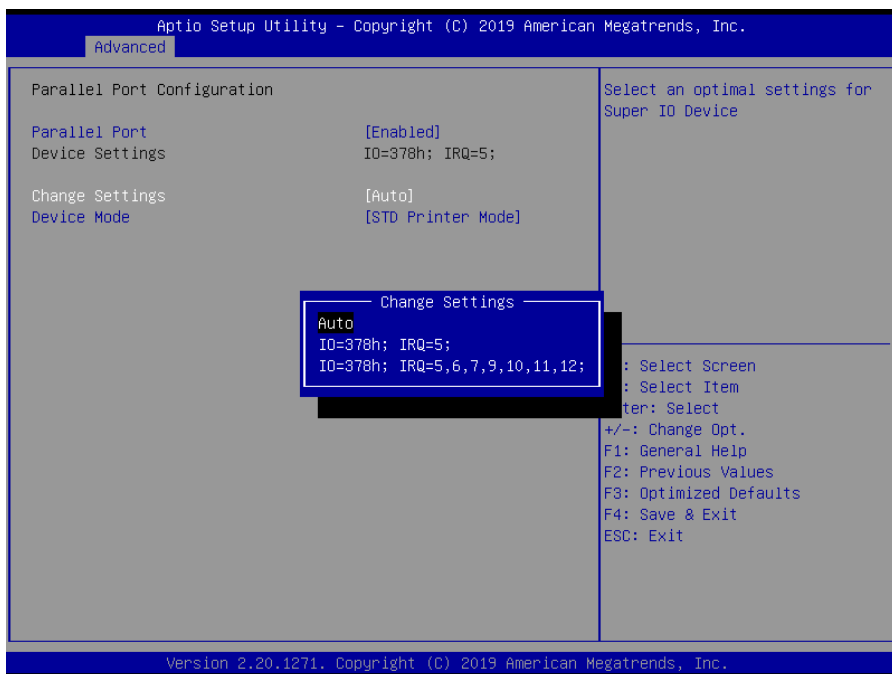 Aptio Setup Utility – Copyright (C) 2019 American Megatrends, Inc.
Advanced
Parallel Port Configuration
Parallel Port [Enabled]
Device Settings IO=378h; IRQ=5;
Change Settings [Auto]
Device Mode [STD Printer Mode]
Select an optimal settings for
Super IO Device
Change Settings
Auto
IO=378h; IRQ=5;
IO=378h; IRQ=5,6,7,9,10,11,12;
: Select Screen
: Select Item
ter: Select
+/-: Change Opt.
F1: General Help
F2: Previous Values
F3: Optimized Defaults
F4: Save & Exit
ESC: Exit
Version 2.20.1271. Copyright (C) 2019 American Megatrends, Inc.